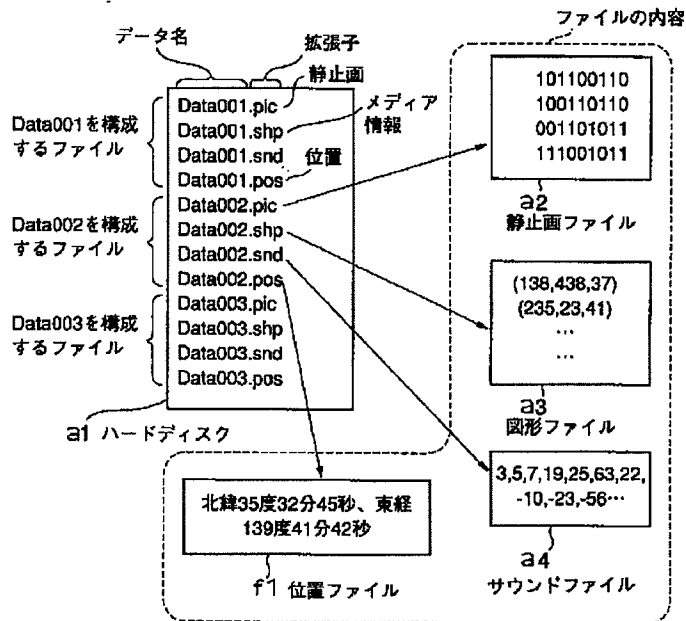 ファイルの内容
データ名
拡張子
静止画
メディア
情報
位置
Data001を構成
するファイル
Data002を構成
するファイル
Data003を構成
するファイル
Data001.pic
Data001.shp
Data001.snd
Data001.pos
Data002.pic
Data002.shp
Data002.snd
Data002.pos
Data003.pic
Data003.shp
Data003.snd
Data003.pos
a1 ハードディスク
101100110
100110110
001101011
111001011
a2
静止画ファイル
(138,438,37)
(235,23,41)
…
…
a3
図形ファイル
3,5,7,19,25,63,22,
-10,-23,-56…
a4
サウンドファイル
北緯35度32分45秒、東経
139度41分42秒
f1 位置ファイル